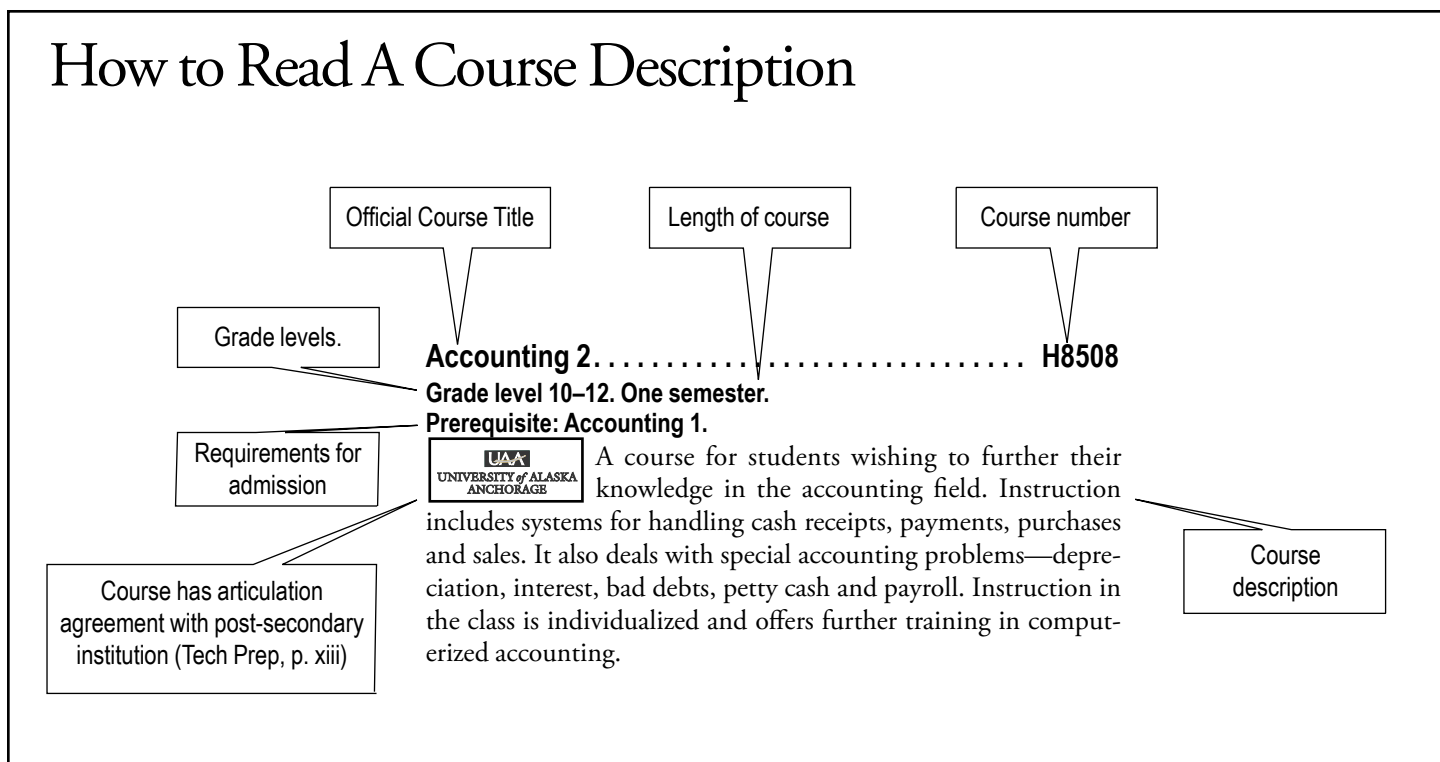 How to Read A Course Description
Official Course Title
Length of course
Course number
Grade levels.
Accounting 2. . . . . . . . . . . . . . . . . . . . . . . . . . . . . . H8508
Grade level 10–12. One semester.
Prerequisite: Accounting 1.
Requirements for
admission
UAA
UNIVERSITY of ALASKA
ANCHORAGE
A course for students wishing to further their
knowledge in the accounting field. Instruction
includes systems for handling cash receipts, payments, purchases
and sales. It also deals with special accounting problems—depre-
ciation, interest, bad debts, petty cash and payroll. Instruction in
the class is individualized and offers further training in comput-
erized accounting.
Course has articulation
agreement with post-secondary
institution (Tech Prep, p. xiii)
Course
description